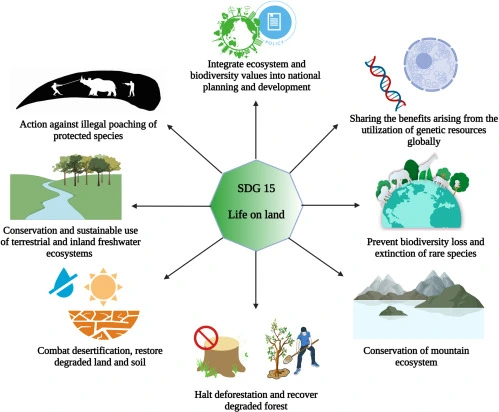 POLICY
Integrate ecosystem and
biodiversity values into national
planning and development
Action against illegal poaching of
protected species
Sharing the benefits arising from the
utilization of genetic resources
globally
SDG 15
Life on land
Conservation and sustainable use
of terrestrial and inland freshwater
ecosystems
Prevent biodiversity loss and
extinction of rare species
Combat desertification, restore
degraded land and soil
Conservation of mountain
ecosystem
Halt deforestation and recover
degraded forest